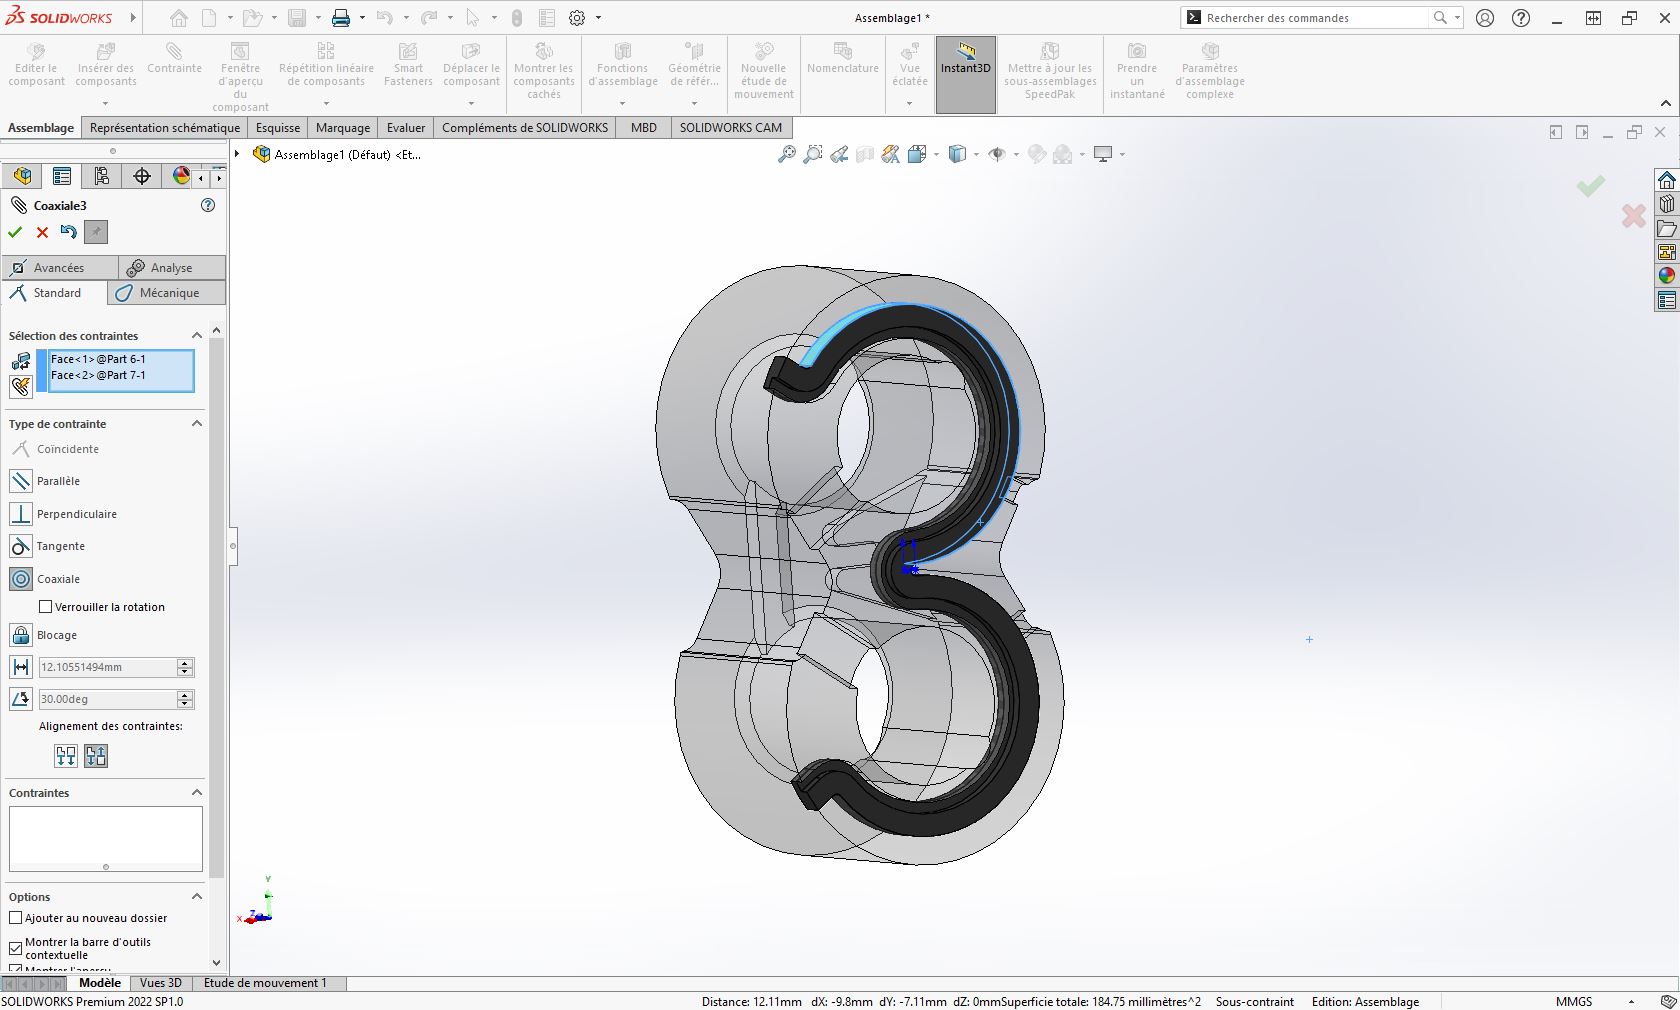 SOLIDWORKS
Assemblage1 *
Rechercher des commandes
Editer le composant
Insérer des composants
Contrainte
Fenêtre d'aperçu du composant
Répétition linéaire de composants
Smart Fasteners
Déplacer le composant
Montrer les composants cachés
Fonctions d'assemblage
Géométrie de référ...
Nouvelle étude de mouvement
Nomenclature
Vue éclatée
Instant3D
Mettre à jour les sous-assemblages SpeedPak
Prendre un instantané
Paramètres d'assemblage complexe
Assemblage
Représentation schématique
Esquisse
Marquage
Evaluer
Compléments de SOLIDWORKS
MBD
SOLIDWORKS CAM
Assemblage1 (Défaut) <Et...
Coaxiale3
Avancées
Analyse
Standard
Mécanique
Sélection des contraintes
Face<1>@Part 6-1
Face<2>@Part 7-1
Type de contrainte
Coïncidente
Parallèle
Perpendiculaire
Tangente
Coaxiale
Verrouiller la rotation
Blocage
12.10551494mm
30.00deg
Alignement des contraintes:
Contraintes
Options
Ajouter au nouveau dossier
Montrer la barre d'outils
contextuelle
Montrer l'aperçu
Y
X
Z
Modèle
Vues 3D
Etude de mouvement 1
SOLIDWORKS Premium 2022 SP1.0
Distance: 12.11mm dX: -9.8mm dY: -7.11mm dZ: 0mmSuperficie totale: 184.75 millimètres^2
Sous-contraint
Edition: Assemblage
MMGS